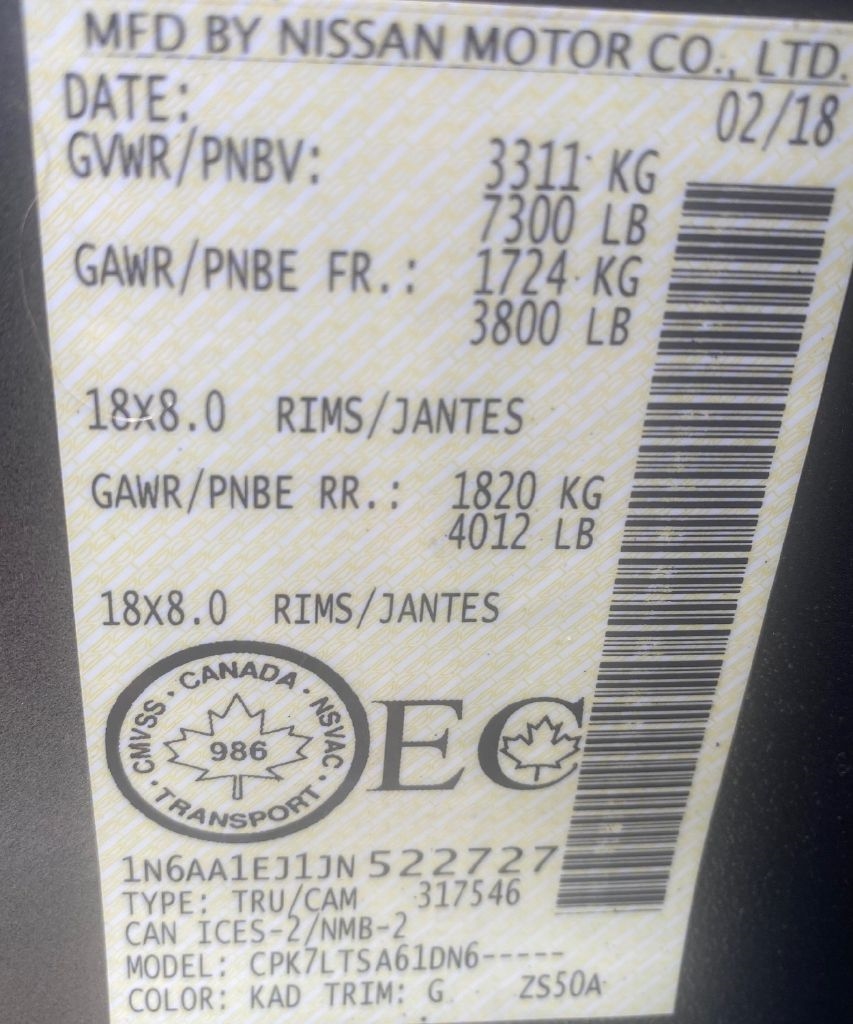 MFD BY NISSAN MOTOR CO., LTD.
DATE: 02/18
GVWR/PNBV: 3311 KG
7300 LB
GAWR/PNBE FR.: 1724 KG
3800 LB
18X8.0 RIMS/JANTES
GAWR/PNBE RR.: 1820 KG
4012 LB
18X8.0 RIMS/JANTES
CMVSS · CANADA · NSVAC · TRANSPORT ·
986
EC
1N6AA1EJ1JN522727
TYPE: TRU/CAM 317546
CAN ICES-2/NMB-2
MODEL: CPK7LTSA61DN6-----
COLOR: KAD TRIM: G ZS50A